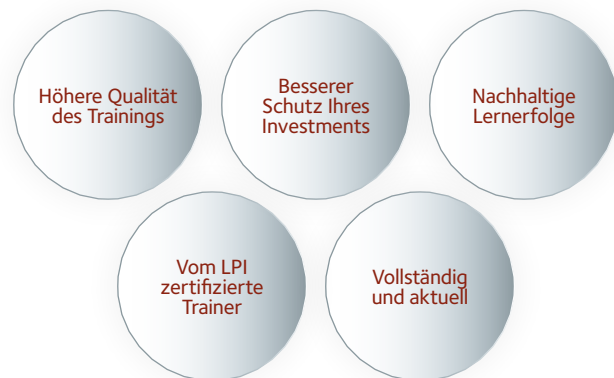 Höhere Qualität
des Trainings
Besserer
Schutz Ihres
Investments
Nachhaltige
Lernerfolge
Vom LPI
zertifizierte
Trainer
Vollständig
und aktuell